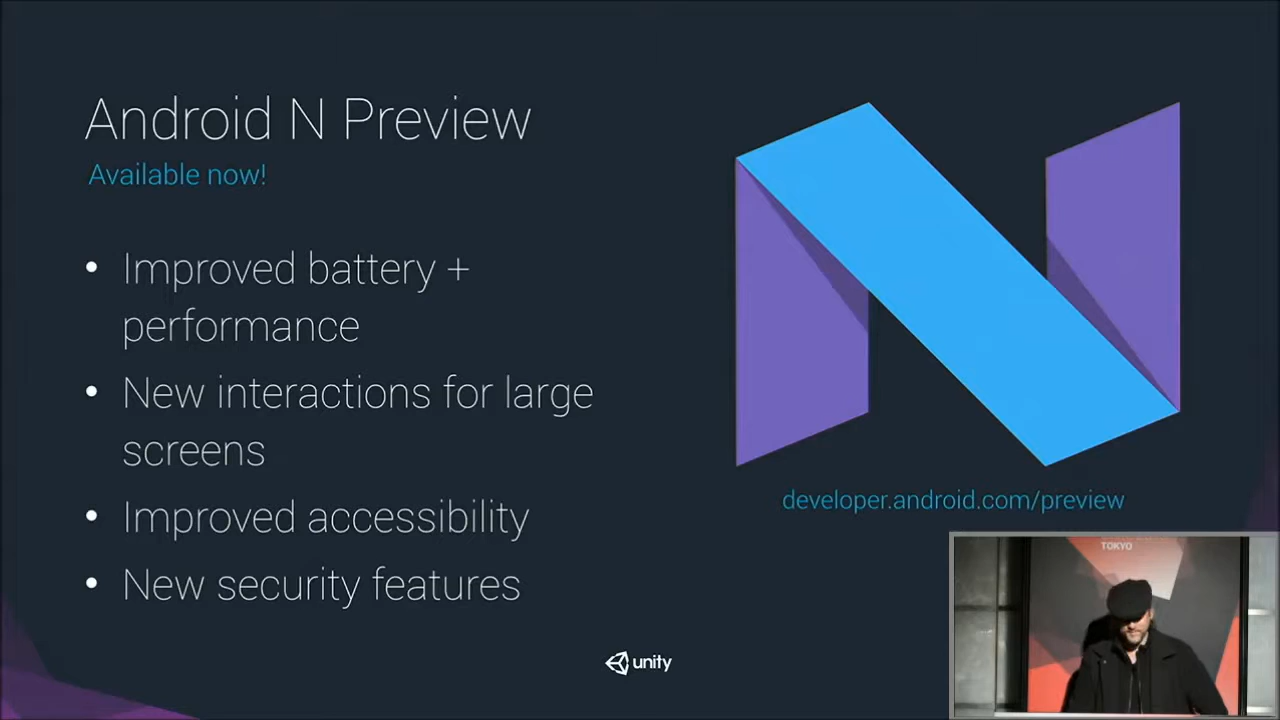 Android N Preview
Available now!
• Improved battery +
performance
• New interactions for large
screens
• Improved accessibility
• New security features
developer.android.com/preview
TOKYO
unity